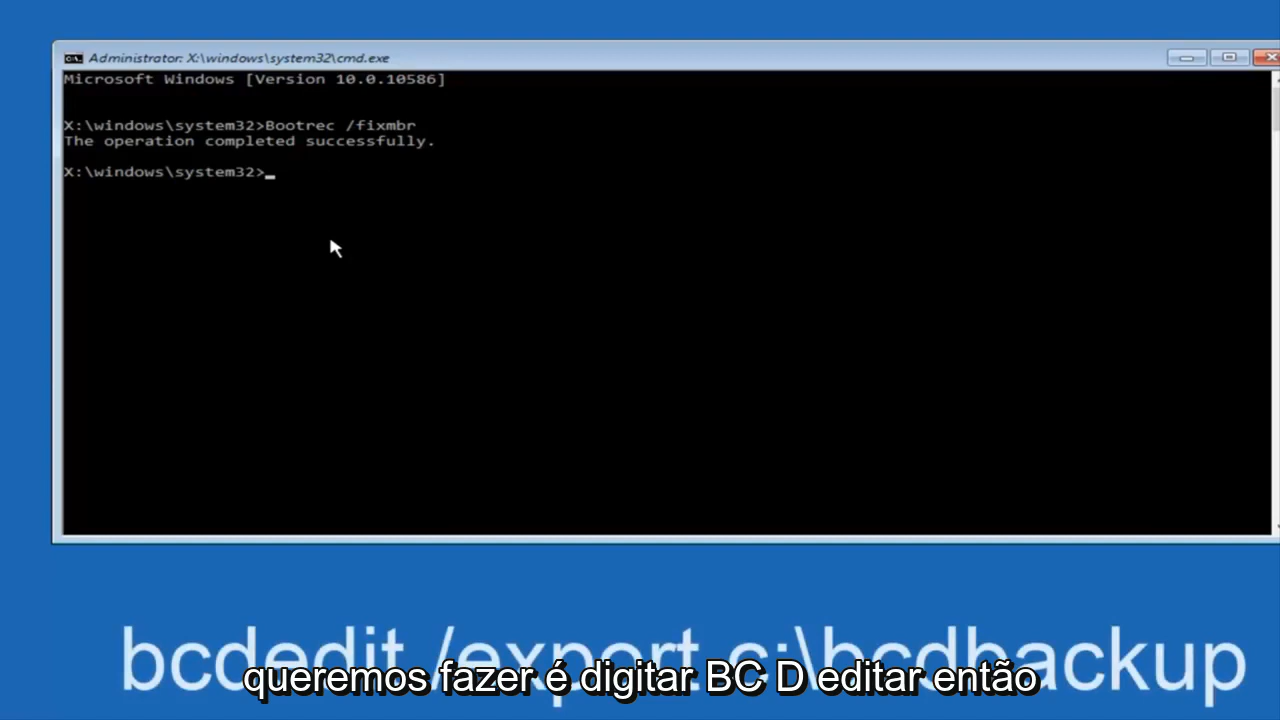 Administrator: X:\windows\system32\cmd.exe
Microsoft Windows [Version 10.0.10586]
X:\windows\system32>Bootrec /fixmbr
The operation completed successfully.
X:\windows\system32>_
bcdedit /export c:\bcdbackup
queremos fazer é digitar BC D editar então